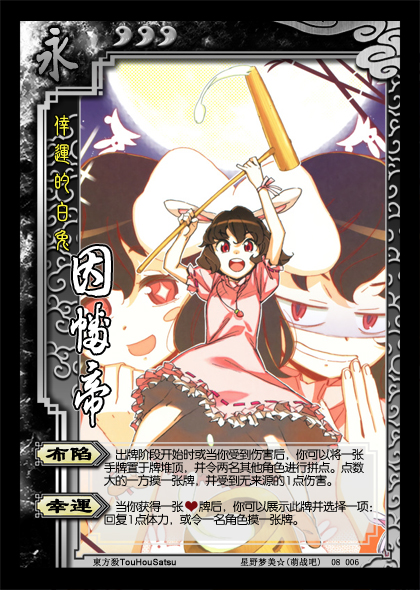 永
倖運的白兔
因幡帝
布陷
出牌阶段开始时或当你受到伤害后，你可以将一张
手牌置于牌堆顶，并令两名其他角色进行拼点。点数
大的一方摸一张牌，并受到无来源的1点伤害。
幸運
当你获得一张♥牌后，你可以展示此牌并选择一项：
回复1点体力，或令一名角色摸一张牌。
東方殺TouHouSatsu
星野梦美☆(萌战吧) 08 006